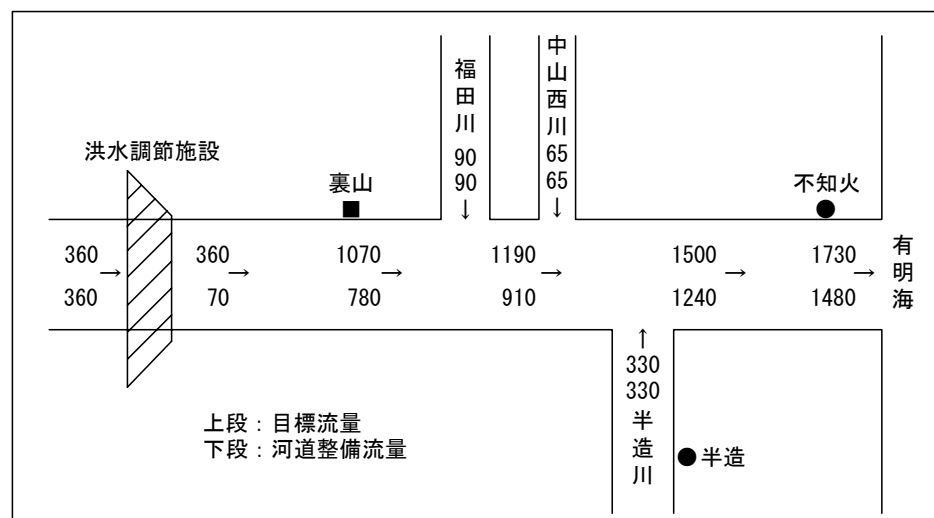 福田川
90
90
↓
中山西川
65
65
↓
洪水調節施設
裏山
■
不知火
●
360
→
360
360
→
70
1070
→
780
1190
→
910
1500
→
1240
1730
→
1480
有明海
↑
330
330
半造川
●半造
上段：目標流量
下段：河道整備流量